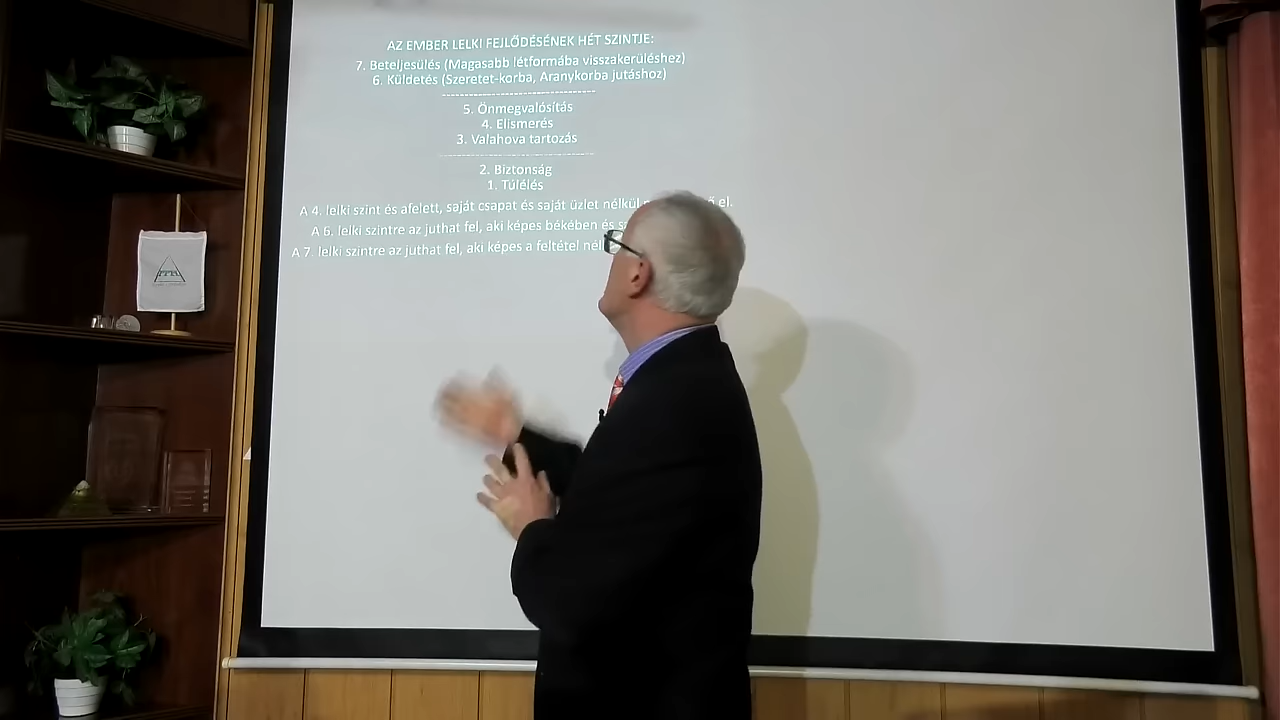 AZ EMBER LELKI FEJLŐDÉSÉNEK HÉT SZINTJE:
7. Beteljesülés (Magasabb létformába visszakerüléshez)
6. Küldetés (Szeretet-korba, Aranykorba jutáshoz)
5. Önmegvalósítás
4. Elismerés
3. Valahova tartozás
2. Biztonság
1. Túlélés
A 4. lelki szint és afelett, saját csapat és saját üzlet nélkül el.
A 6. lelki szintre az juthat fel, aki képes békében és
A 7. lelki szintre az juthat fel, aki képes a feltétel